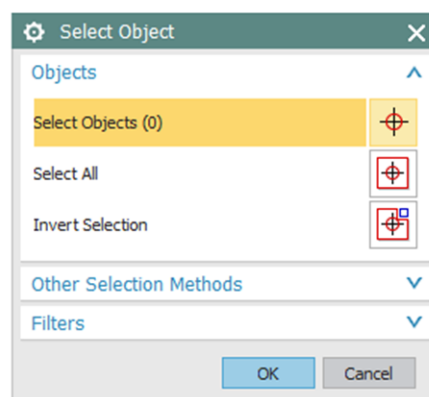 Select Object
Objects
Select Objects (0)
Select All
Invert Selection
Other Selection Methods
Filters
OK Cancel